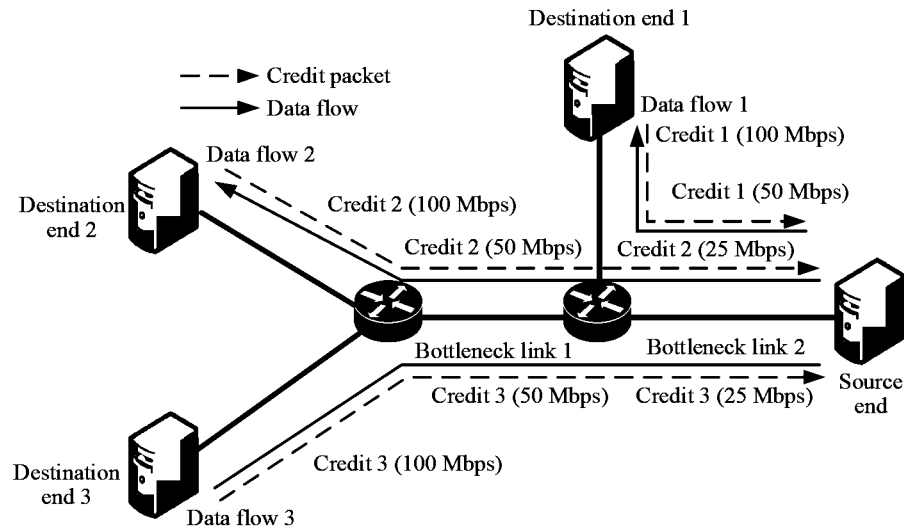 Destination end 1
Credit packet
Data flow
Data flow 1
Credit 1 (100 Mbps)
Data flow 2
Credit 1 (50 Mbps)
Destination
end 2
Credit 2 (100 Mbps)
Credit 2 (50 Mbps)
Credit 2 (25 Mbps)
Bottleneck link 1
Bottleneck link 2
Source
end
Credit 3 (50 Mbps)
Credit 3 (25 Mbps)
Destination
end 3
Credit 3 (100 Mbps)
Data flow 3